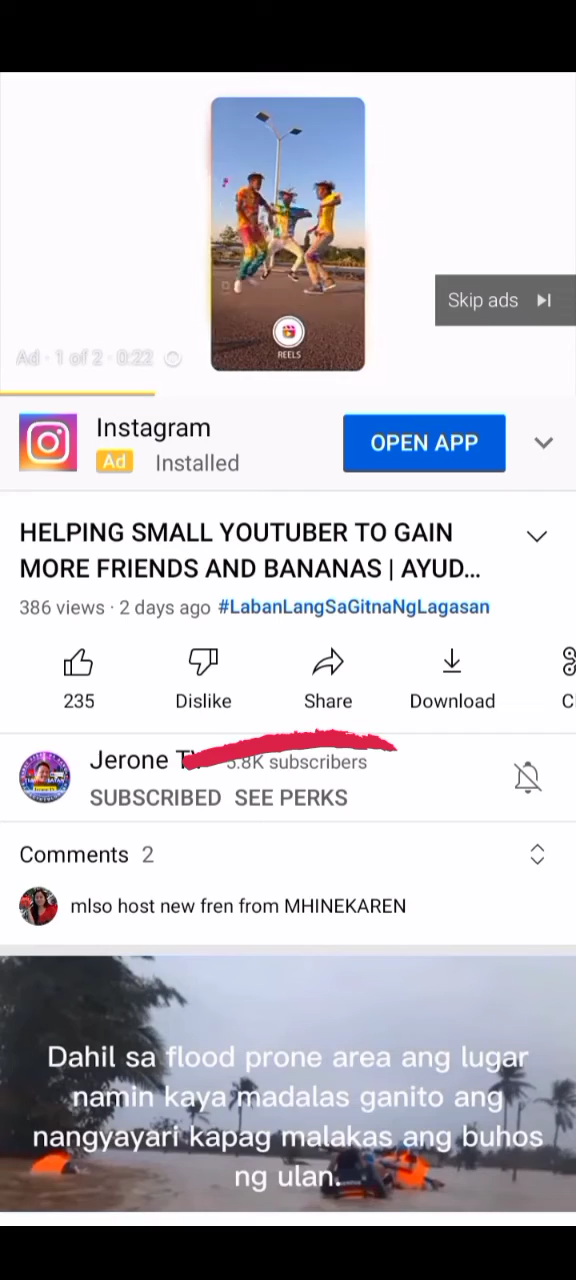 REELS
Skip ads
Ad · 1 of 2 · 0:22
Instagram
Ad Installed
OPEN APP
HELPING SMALL YOUTUBER TO GAIN
MORE FRIENDS AND BANANAS | AYUD...
386 views · 2 days ago #LabanLangSaGitnaNgLagasan
235 Dislike Share Download
Jerone 5.8K subscribers
SUBSCRIBED SEE PERKS
Comments 2
mlso host new fren from MHINEKAREN
Dahil sa flood prone area ang lugar
namin kaya madalas ganito ang
nangyayari kapag malakas ang buhos
ng ulan.